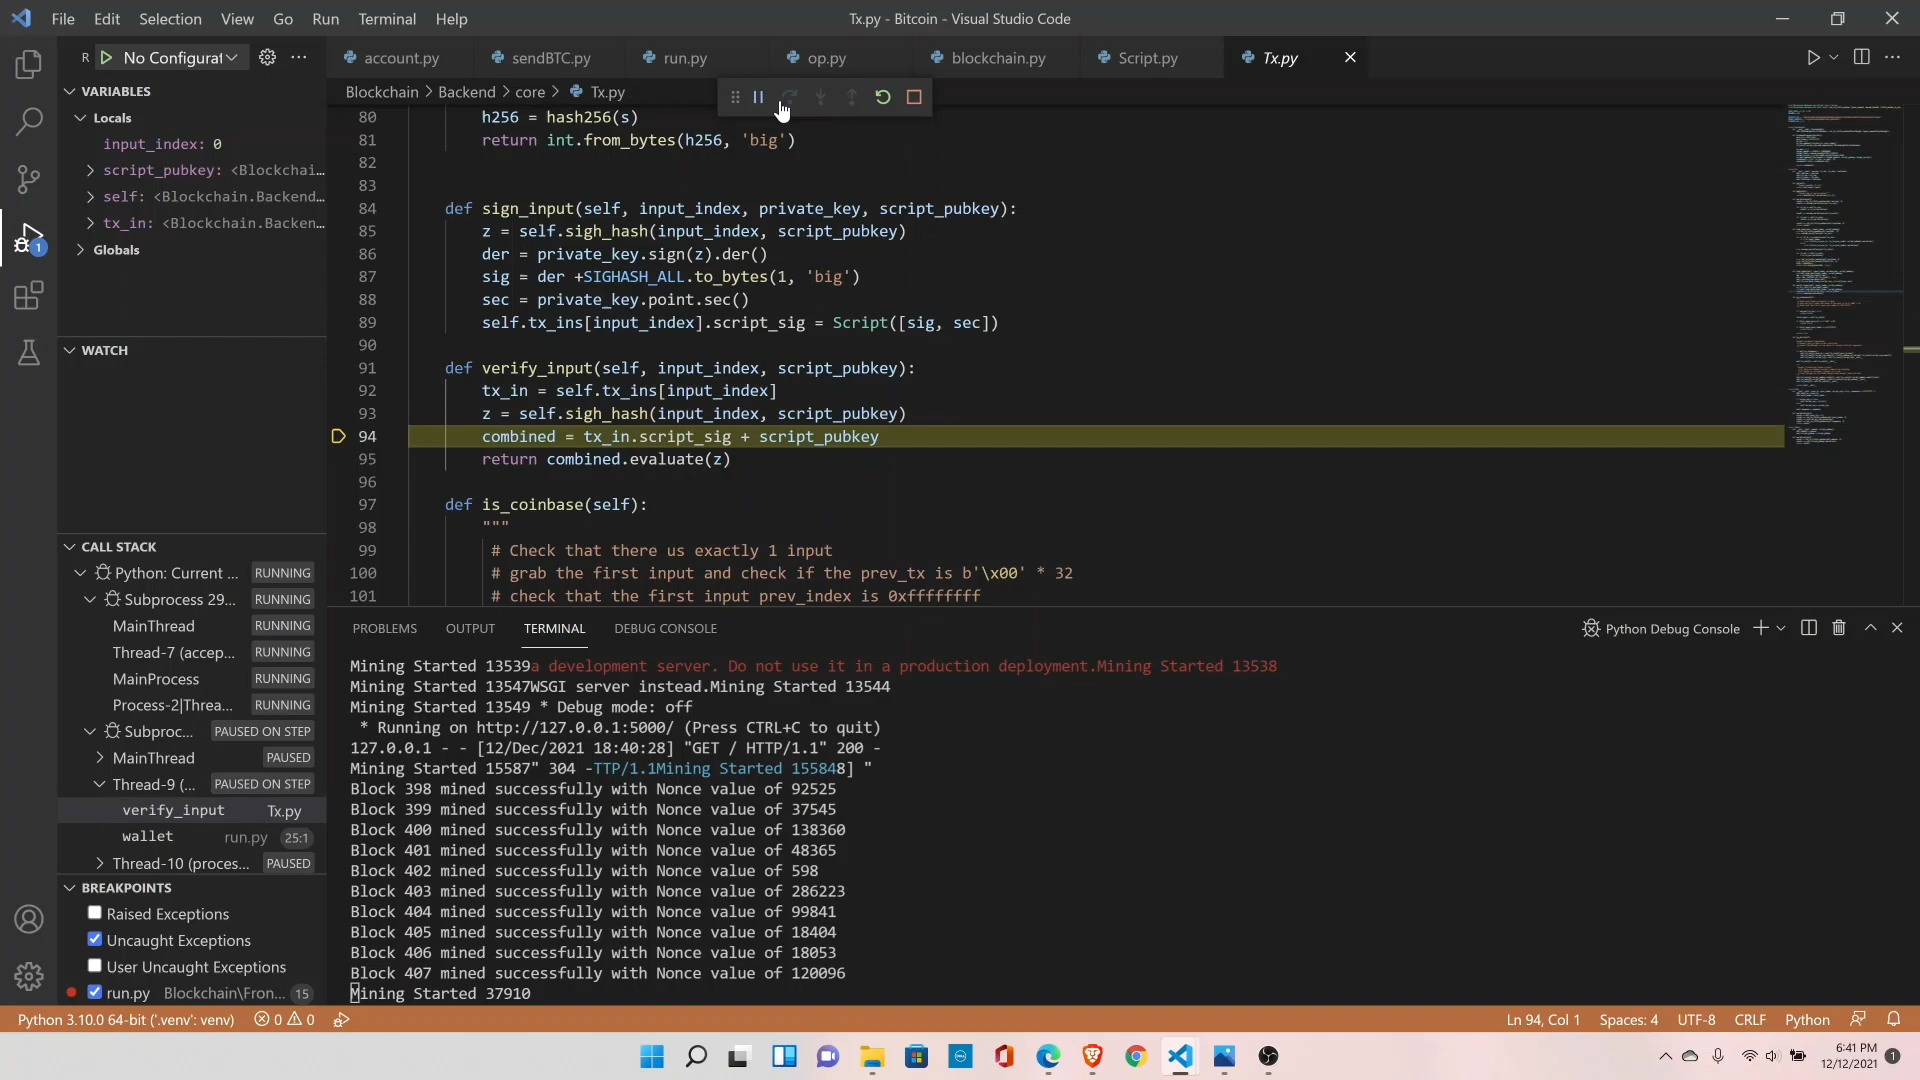 File Edit Selection View Go Run Terminal Help
Tx.py - Bitcoin - Visual Studio Code
R No Configurat
account.py sendBTC.py run.py op.py blockchain.py Script.py Tx.py
VARIABLES
Locals
input_index: 0
script_pubkey: <Blockchai...
self: <Blockchain.Backend...
tx_in: <Blockchain.Backen...
Globals
WATCH
CALL STACK
Python: Current ... RUNNING
Subprocess 29... RUNNING
MainThread RUNNING
Thread-7 (accep... RUNNING
MainProcess RUNNING
Process-2|Threa... RUNNING
Subproc... PAUSED ON STEP
MainThread PAUSED
Thread-9 (... PAUSED ON STEP
verify_input Tx.py
wallet run.py 25:1
Thread-10 (proces... PAUSED
BREAKPOINTS
Raised Exceptions
Uncaught Exceptions
User Uncaught Exceptions
run.py Blockchain\Fron... 15
1
Blockchain > Backend > core > Tx.py
80 h256 = hash256(s)
81 return int.from_bytes(h256, 'big')
82
83
84 def sign_input(self, input_index, private_key, script_pubkey):
85 z = self.sigh_hash(input_index, script_pubkey)
86 der = private_key.sign(z).der()
87 sig = der +SIGHASH_ALL.to_bytes(1, 'big')
88 sec = private_key.point.sec()
89 self.tx_ins[input_index].script_sig = Script([sig, sec])
90
91 def verify_input(self, input_index, script_pubkey):
92 tx_in = self.tx_ins[input_index]
93 z = self.sigh_hash(input_index, script_pubkey)
94 combined = tx_in.script_sig + script_pubkey
95 return combined.evaluate(z)
96
97 def is_coinbase(self):
98 """
99 # Check that there us exactly 1 input
100 # grab the first input and check if the prev_tx is b'\x00' * 32
101 # check that the first input prev_index is 0xffffffff
PROBLEMS OUTPUT TERMINAL DEBUG CONSOLE
Python Debug Console
Mining Started 13539a development server. Do not use it in a production deployment.Mining Started 13538
Mining Started 13547WSGI server instead.Mining Started 13544
Mining Started 13549 * Debug mode: off
* Running on http://127.0.0.1:5000/ (Press CTRL+C to quit)
127.0.0.1 - - [12/Dec/2021 18:40:28] "GET / HTTP/1.1" 200 -
Mining Started 15587" 304 -TTP/1.1Mining Started 155848] "
Block 398 mined successfully with Nonce value of 92525
Block 399 mined successfully with Nonce value of 37545
Block 400 mined successfully with Nonce value of 138360
Block 401 mined successfully with Nonce value of 48365
Block 402 mined successfully with Nonce value of 598
Block 403 mined successfully with Nonce value of 286223
Block 404 mined successfully with Nonce value of 99841
Block 405 mined successfully with Nonce value of 18404
Block 406 mined successfully with Nonce value of 18053
Block 407 mined successfully with Nonce value of 120096
Mining Started 37910
Python 3.10.0 64-bit ('.venv': venv) 0 0
Ln 94, Col 1 Spaces: 4 UTF-8 CRLF Python
6:41 PM
12/12/2021
1